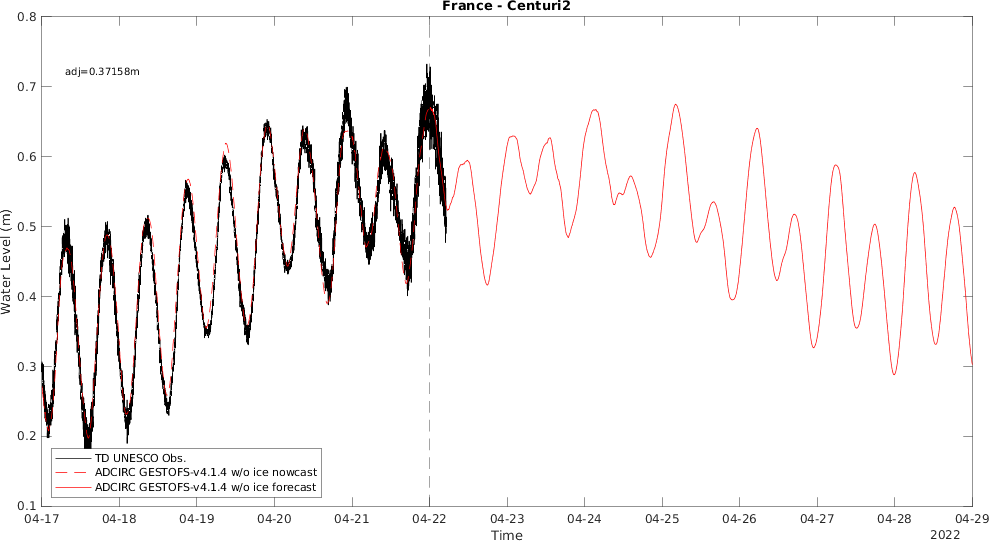 France - Centuri2
0.8
0.7
0.6
0.5
0.4
0.3
0.2
0.1
Water Level (m)
adj=0.37158m
TD UNESCO Obs.
ADCIRC GESTOFS-v4.1.4 w/o ice nowcast
ADCIRC GESTOFS-v4.1.4 w/o ice forecast
04-17 04-18 04-19 04-20 04-21 04-22 04-23 04-24 04-25 04-26 04-27 04-28 04-29
Time
2022